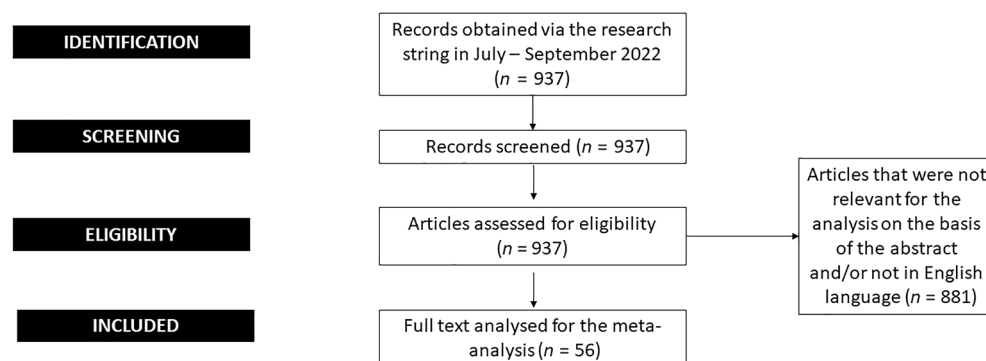 IDENTIFICATION
Records obtained via the research
string in July – September 2022
(n = 937)
SCREENING
Records screened (n = 937)
ELIGIBILITY
Articles assessed for eligibility
(n = 937)
Articles that were not
relevant for the
analysis on the basis
of the abstract
and/or not in English
language (n = 881)
INCLUDED
Full text analysed for the meta-
analysis (n = 56)